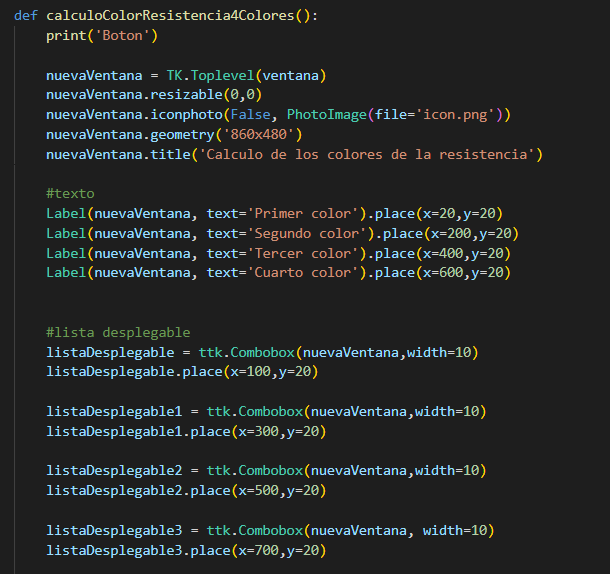 def calculoColorResistencia4Colores():
    print('Boton')
    nuevaVentana = TK.Toplevel(ventana)
    nuevaVentana.resizable(0,0)
    nuevaVentana.iconphoto(False, PhotoImage(file='icon.png'))
    nuevaVentana.geometry('860x480')
    nuevaVentana.title('Calculo de los colores de la resistencia')
    #texto
    Label(nuevaVentana, text='Primer color').place(x=20,y=20)
    Label(nuevaVentana, text='Segundo color').place(x=200,y=20)
    Label(nuevaVentana, text='Tercer color').place(x=400,y=20)
    Label(nuevaVentana, text='Cuarto color').place(x=600,y=20)
    #lista desplegable
    listaDesplegable = ttk.Combobox(nuevaVentana,width=10)
    listaDesplegable.place(x=100,y=20)
    listaDesplegable1 = ttk.Combobox(nuevaVentana,width=10)
    listaDesplegable1.place(x=300,y=20)
    listaDesplegable2 = ttk.Combobox(nuevaVentana,width=10)
    listaDesplegable2.place(x=500,y=20)
    listaDesplegable3 = ttk.Combobox(nuevaVentana, width=10)
    listaDesplegable3.place(x=700,y=20)